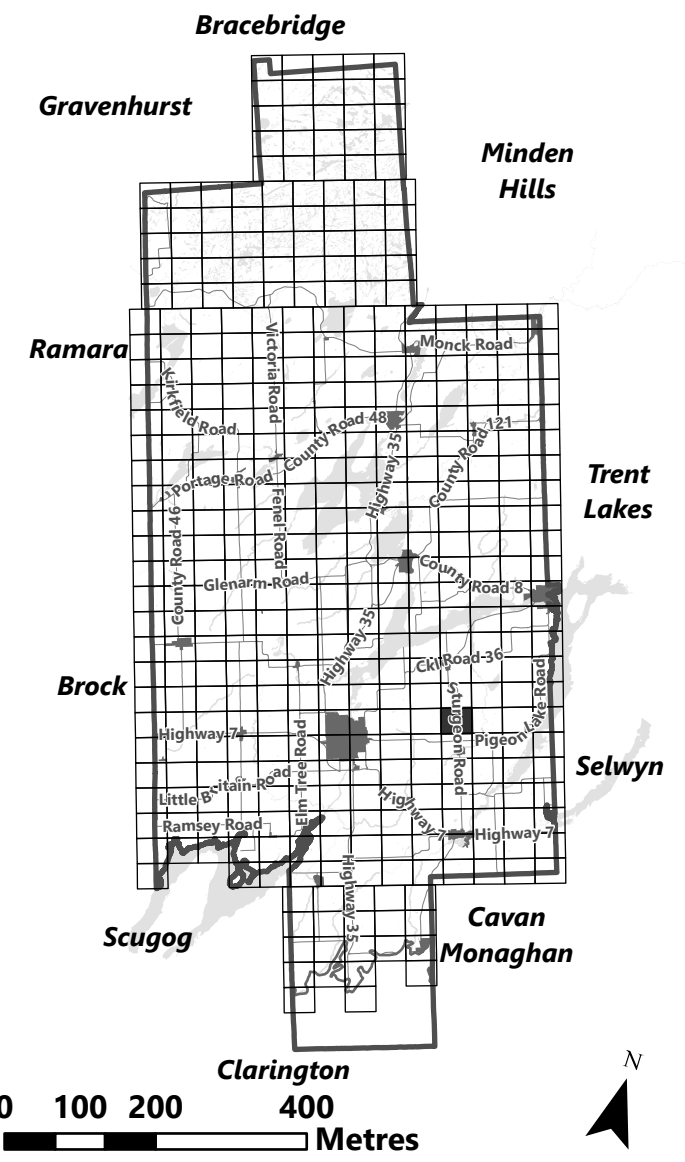 Bracebridge
Gravenhurst
Minden
Hills
Ramara
Monck Road
Victoria Road
Kirkfield Road
County Road 48
County Road 121
Highway 35
Portage Road
Trent
Lakes
Fenel Road
County Road 46
Glenarm Road
County Road 8
Highway 35
Ckl Road 36
Brock
Sturgeon Road
Pigeon Lake Road
Highway 7
Elm Tree Road
Selwyn
Little Britain Road
Highway 7
Ramsey Road
Highway 7
Highway 35
Scugog
Cavan
Monaghan
Clarington
N
0 100 200 400
Metres